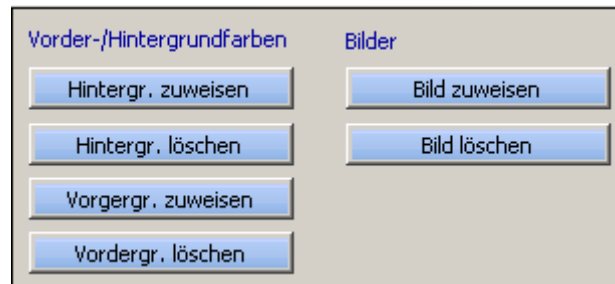 Vorder-/Hintergrundfarben
Hintergr. zuweisen
Hintergr. löschen
Vorgergr. zuweisen
Vordergr. löschen
Bilder
Bild zuweisen
Bild löschen